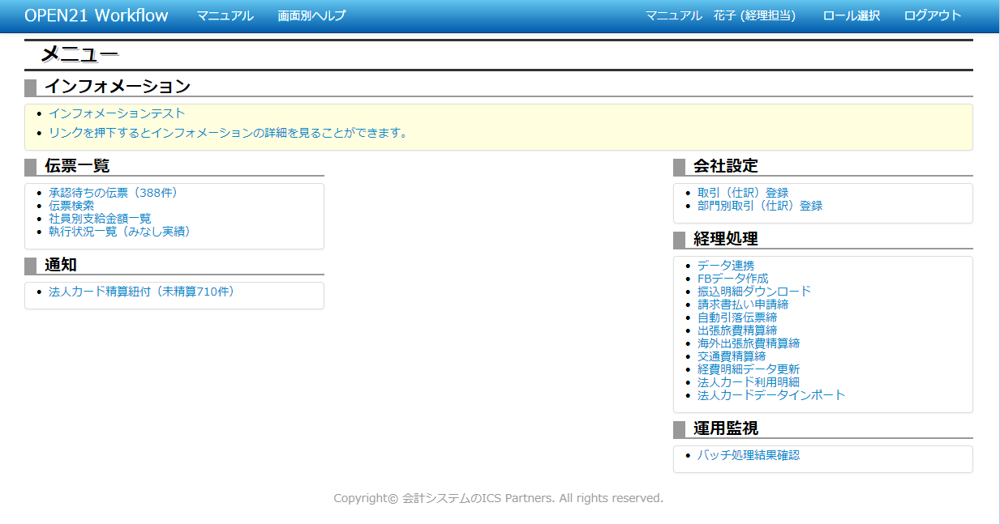 OPEN21 Workflow マニュアル 画面別ヘルプ マニュアル 花子 (経理担当) ロール選択 ログアウト
メニュー
インフォメーション
インフォメーションテスト
リンクを押下するとインフォメーションの詳細を見ることができます。
伝票一覧
承認待ちの伝票（388件）
伝票検索
社員別支給金額一覧
執行状況一覧（みなし実績）
通知
法人カード精算紐付（未精算710件）
会社設定
取引（仕訳）登録
部門別取引（仕訳）登録
経理処理
データ連携
FBデータ作成
振込明細ダウンロード
請求書払い申請締
自動引落伝票締
出張旅費精算締
海外出張旅費精算締
交通費精算締
経費明細データ更新
法人カード利用明細
法人カードデータインポート
運用監視
バッチ処理結果確認
Copyright© 会計システムのICS Partners. All rights reserved.